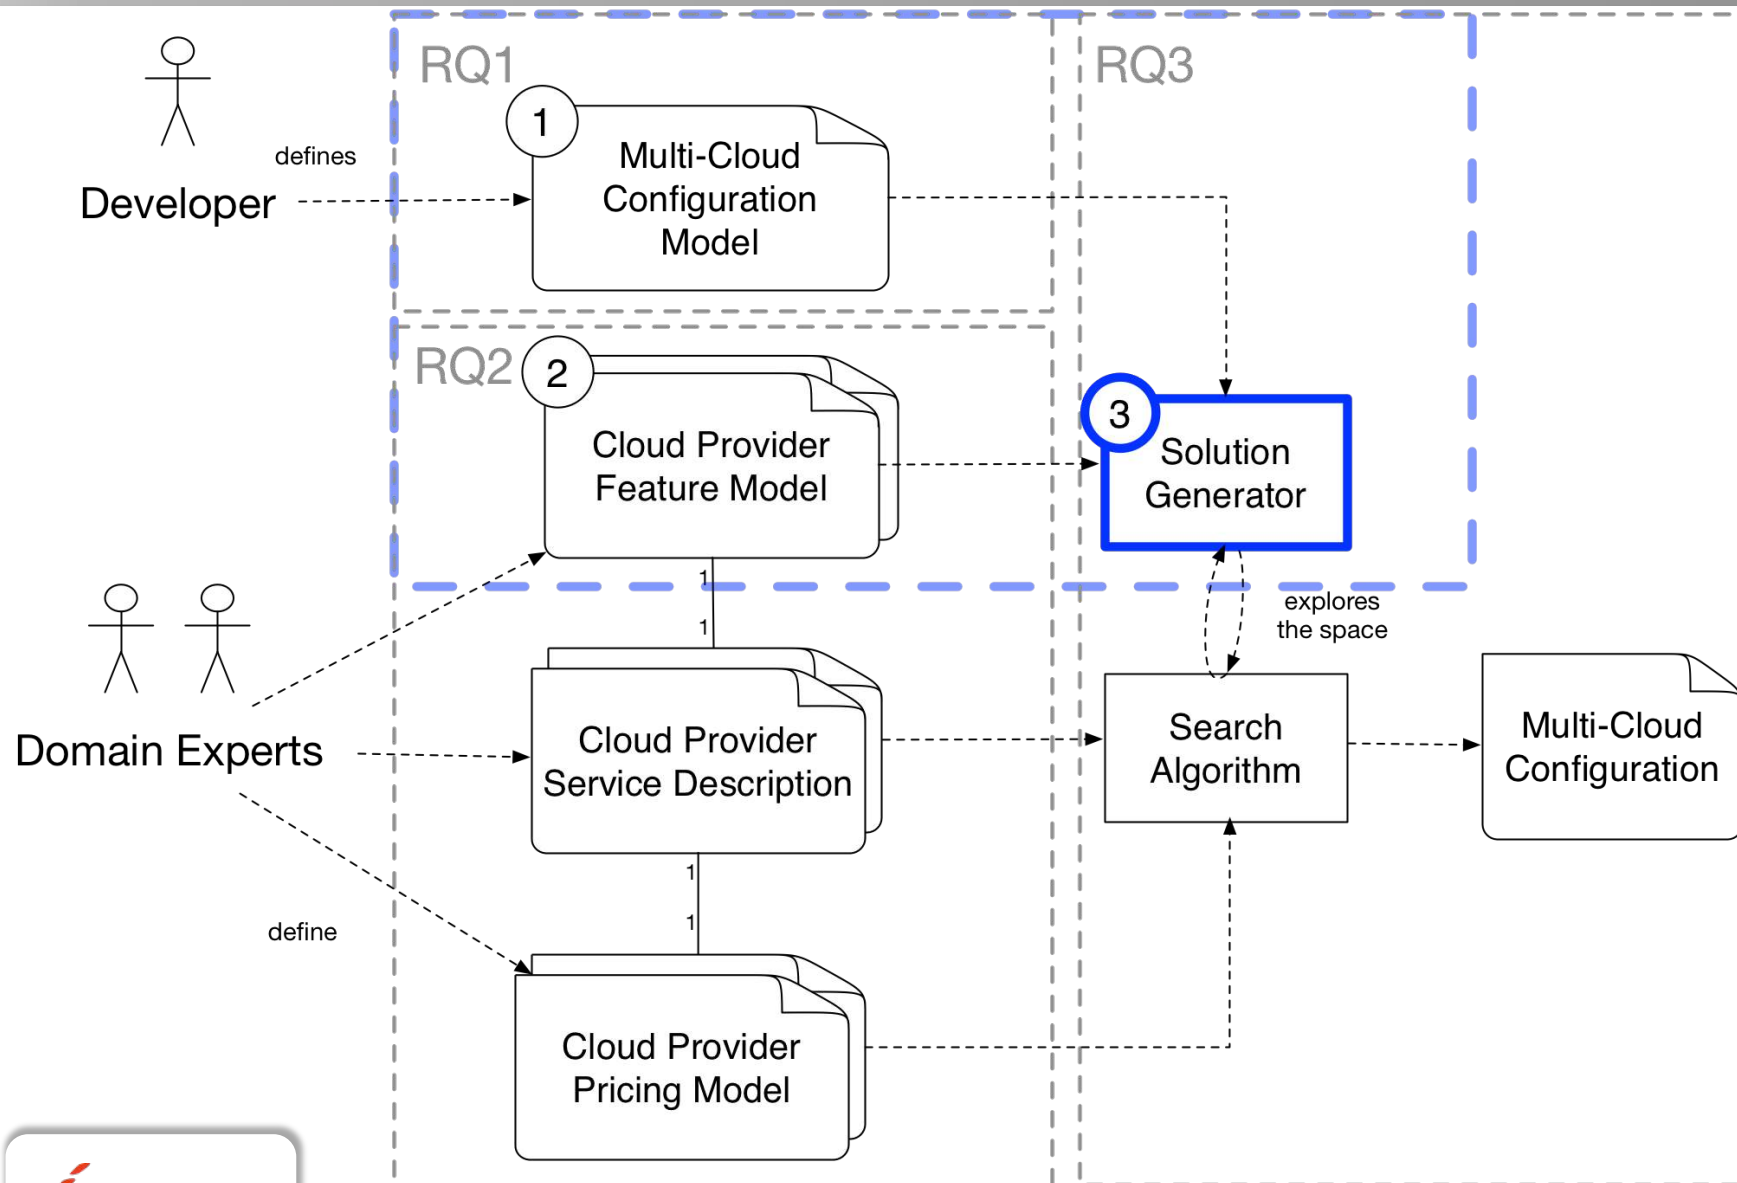 RQ1
RQ3
1
defines
Developer
Multi-Cloud
Configuration
Model
RQ2
2
Cloud Provider
Feature Model
3
Solution
Generator
1
1
explores
the space
Domain Experts
Cloud Provider
Service Description
Search
Algorithm
Multi-Cloud
Configuration
1
1
define
Cloud Provider
Pricing Model